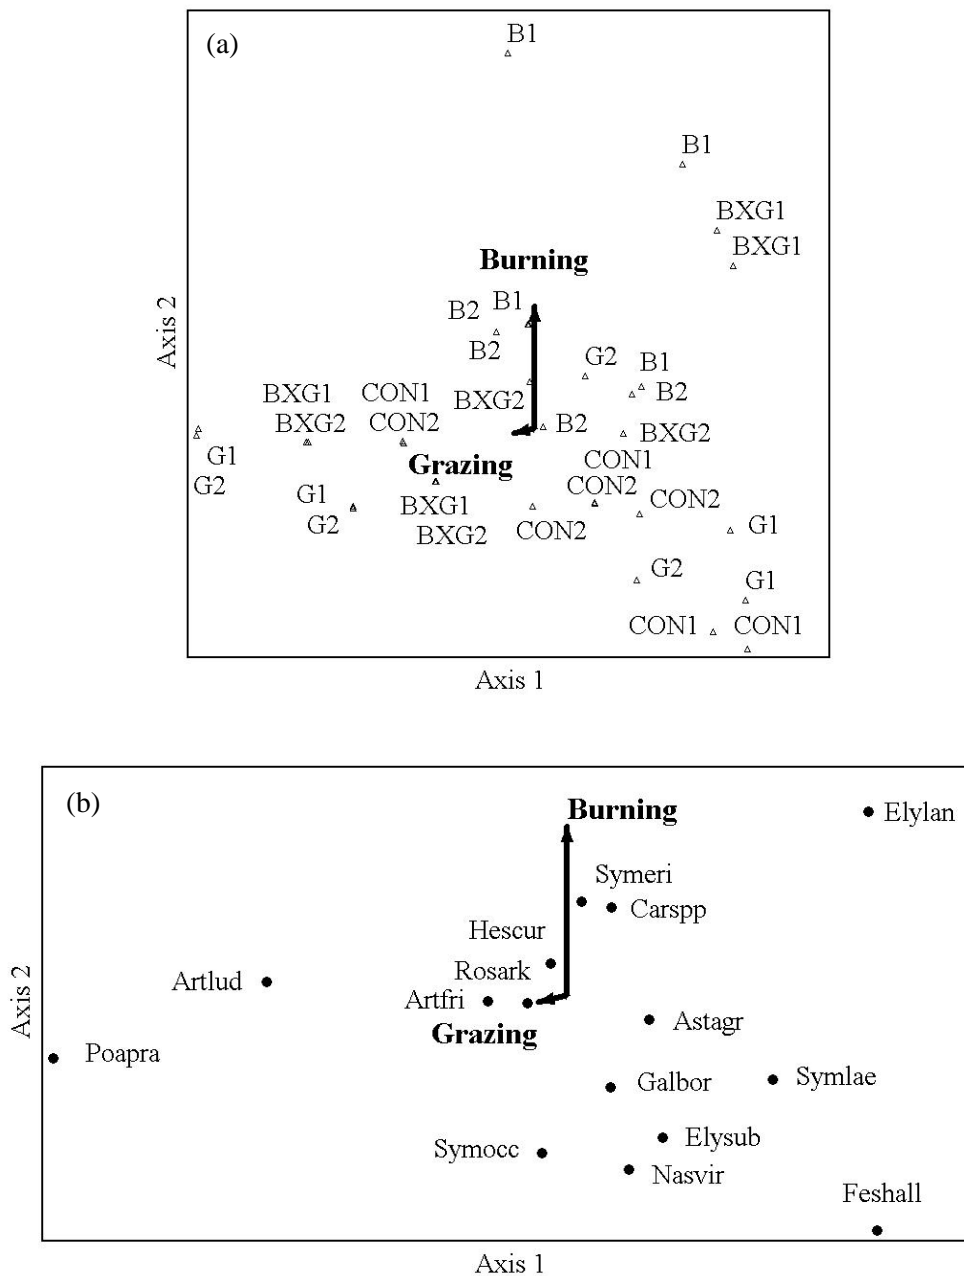 (a)
B1
B1
BXG1
BXG1
Burning
B2
B1
B2
G2
B1
B2
BXG1
CON1
BXG2
BXG2
CON2
B2
BXG2
Grazing
CON1
G1
G2
CON2
G1
G2
BXG1
BXG2
CON2
CON2
G1
G2
G1
CON1
CON1
Axis 2
Axis 1
(b)
Burning
Elylan
Symeri
Carspp
Hescur
Rosark
Artlud
Artfri
Grazing
Astagr
Poapra
Galbor
Symlae
Symocc
Elysub
Nasvir
Feshall
Axis 2
Axis 1